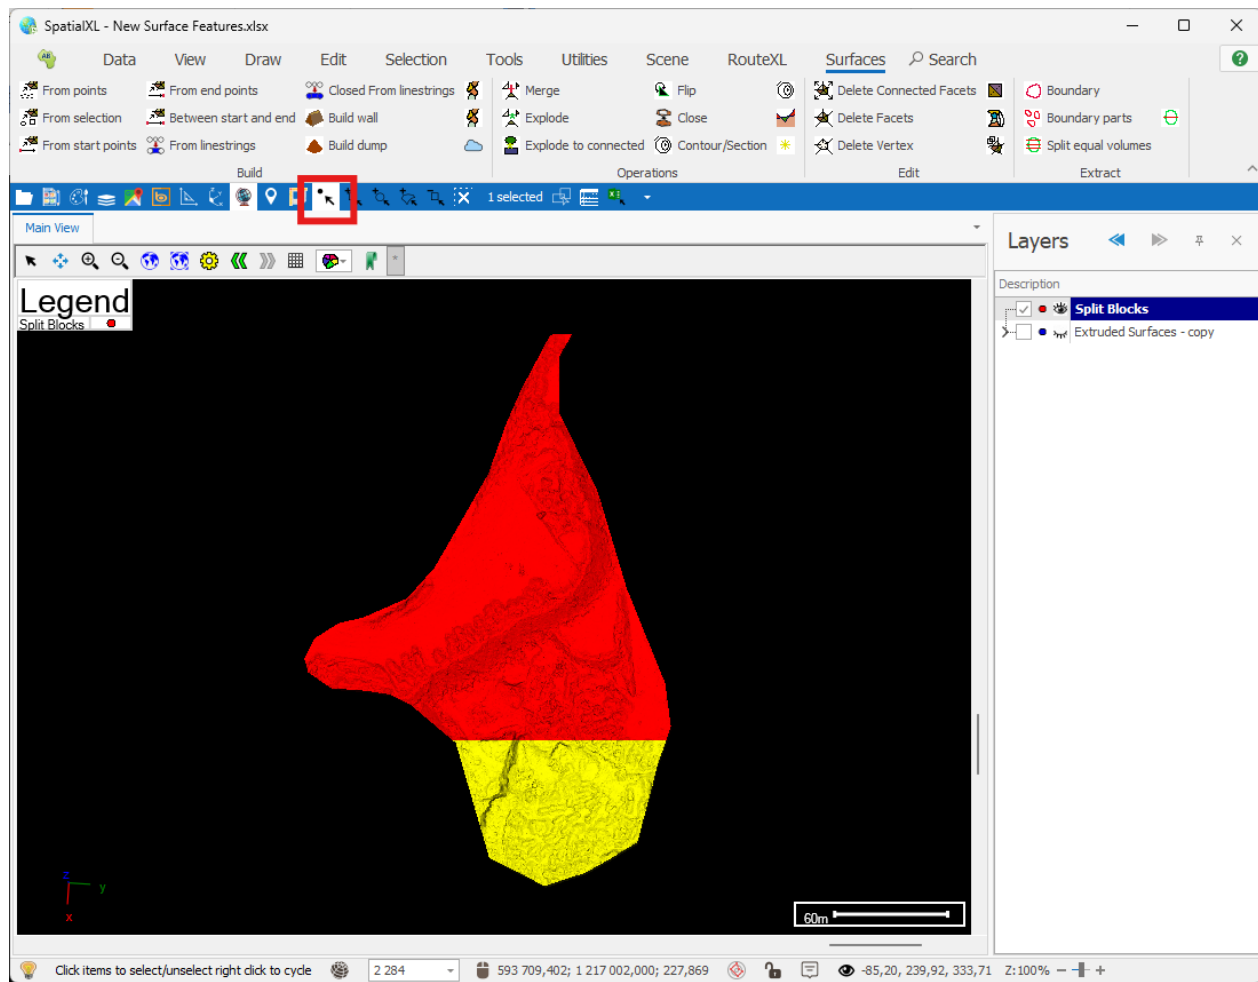 SpatialXL - New Surface Features.xlsx
Data View Draw Edit Selection Tools Utilities Scene RouteXL Surfaces Search
From points From end points Closed From linestrings Merge Flip Delete Connected Facets Boundary
From selection Between start and end Build wall Explode Close Delete Facets Boundary parts
From start points From linestrings Build dump Explode to connected Contour/Section Delete Vertex Split equal volumes
Build Operations Edit Extract
1 selected
Main View
Layers
Description
Split Blocks
Extruded Surfaces - copy
Legend
Split Blocks
z
y
x
60m
Click items to select/unselect right click to cycle 2 284 593 709,402; 1 217 002,000; 227,869 -85,20, 239,92, 333,71 Z:100%